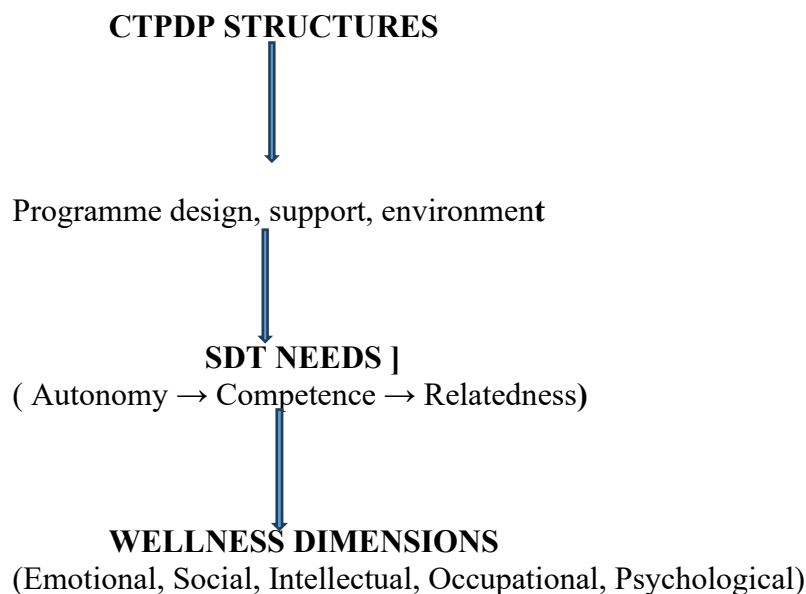 CTPDP STRUCTURES
Programme design, support, environment
SDT NEEDS ]
( Autonomy → Competence → Relatedness)
WELLNESS DIMENSIONS
(Emotional, Social, Intellectual, Occupational, Psychological)